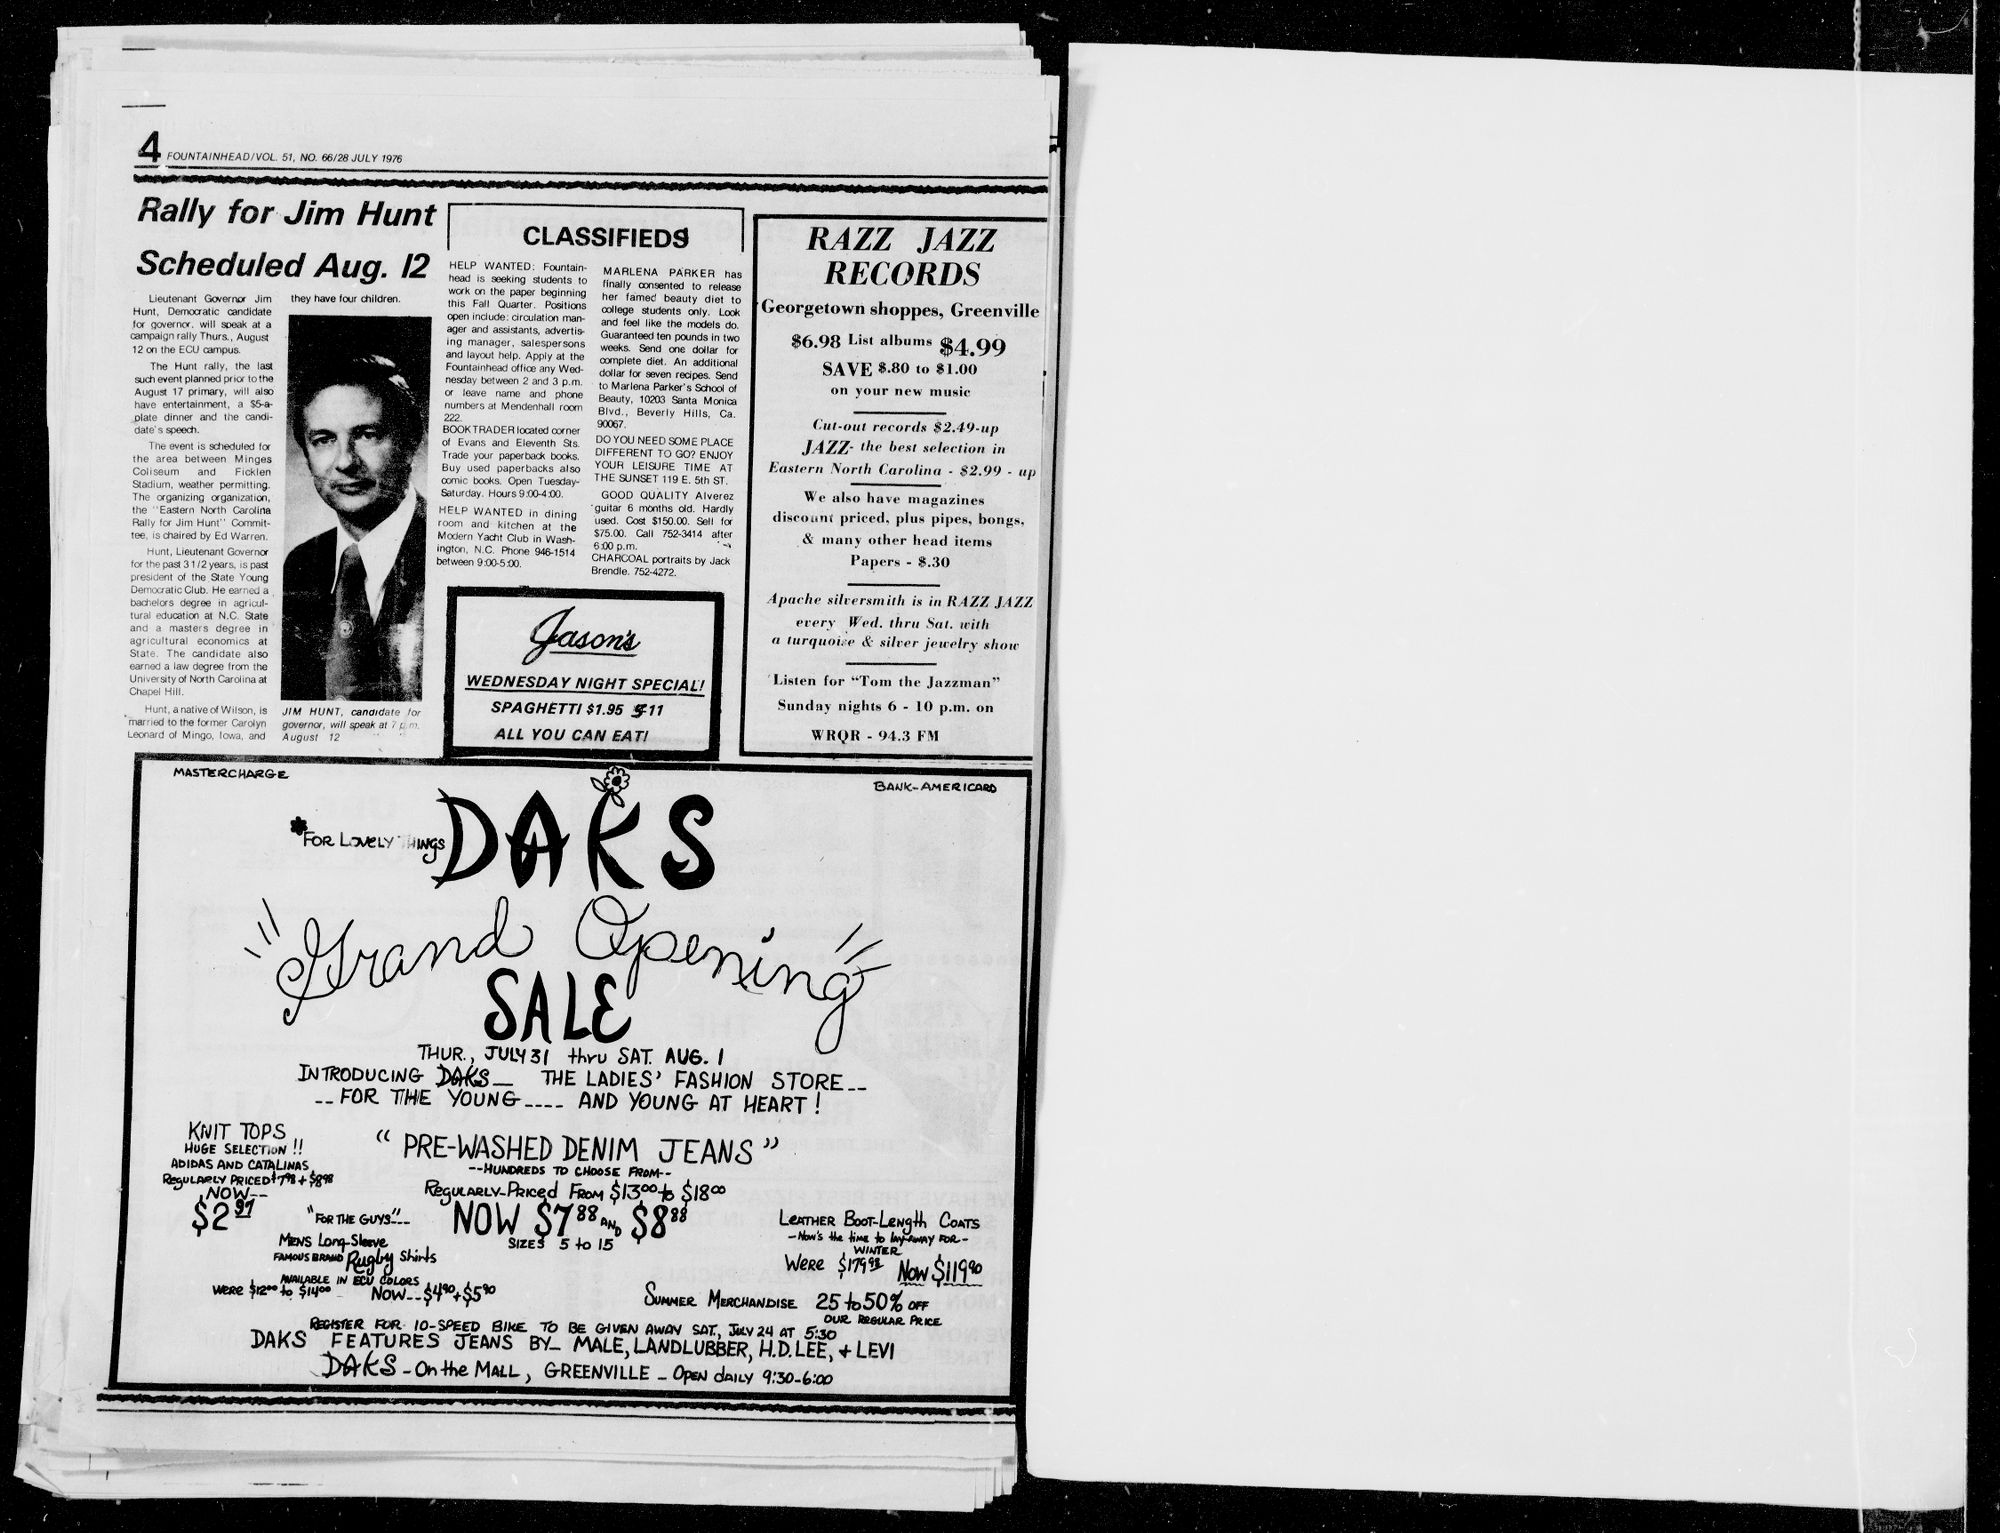 4 FOUNTAINHEAD/VOL. 51, NO. 66/28 JULY 1976
Rally for Jim Hunt
Scheduled Aug. 12
Lieutenant Governor Jim
Hunt, Democratic candidate
for governor, will speak at a
campaign rally Thurs., August
12 on the ECU campus.
The Hunt rally, the last
such event planned prior to the
August 17 primary, will also
have entertainment, a $5-a-
plate dinner and the candi-
date's speech.
The event is scheduled for
the area between Minges
Coliseum and Ficklen
Stadium, weather permitting.
The organizing organization,
the "Eastern North Carolina
Rally for Jim Hunt" Commit-
tee, is chaired by Ed Warren.
Hunt, Lieutenant Governor
for the past 3 1/2 years, is past
president of the State Young
Democratic Club. He earned a
bachelors degree in agricul-
tural education at N.C. State
and a masters degree in
agricultural economics at
State. The candidate also
earned a law degree from the
University of North Carolina at
Chapel Hill.
Hunt, a native of Wilson, is
married to the former Carolyn
Leonard of Mingo, Iowa, and
they have four children.
JIM HUNT, candidate for
governor, will speak at 7 p.m.
August 12
CLASSIFIEDS
HELP WANTED: Fountain-
head is seeking students to
work on the paper beginning
this Fall Quarter. Positions
open include: circulation man-
ager and assistants, advertis-
ing manager, salespersons
and layout help. Apply at the
Fountainhead office any Wed-
nesday between 2 and 3 p.m.
or leave name and phone
numbers at Mendenhall room
222.
BOOK TRADER located corner
of Evans and Eleventh Sts.
Trade your paperback books.
Buy used paperbacks also
comic books. Open Tuesday-
Saturday. Hours 9:00-4:00.
HELP WANTED in dining
room and kitchen at the
Modern Yacht Club in Wash-
ington, N.C. Phone 946-1514
between 9:00-5:00.
MARLENA PARKER has
finally consented to release
her famed beauty diet to
college students only. Look
and feel like the models do.
Guaranteed ten pounds in two
weeks. Send one dollar for
complete diet. An additional
dollar for seven recipes. Send
to Marlena Parker's School of
Beauty, 10203 Santa Monica
Blvd., Beverly Hills, Ca.
90067.
DO YOU NEED SOME PLACE
DIFFERENT TO GO? ENJOY
YOUR LEISURE TIME AT
THE SUNSET 119 E. 5th ST.
GOOD QUALITY Alverez
guitar 6 months old. Hardly
used. Cost $150.00. Sell for
$75.00. Call 752-3414 after
6:00 p.m.
CHARCOAL portraits by Jack
Brendle. 752-4272.
Jason's
WEDNESDAY NIGHT SPECIAL!
SPAGHETTI $1.95 5-11
ALL YOU CAN EAT!
RAZZ JAZZ
RECORDS
Georgetown shoppes, Greenville
$6.98 List albums $4.99
SAVE $.80 to $1.00
on your new music
Cut-out records $2.49-up
JAZZ- the best selection in
Eastern North Carolina - $2.99 - up
We also have magazines
discount priced, plus pipes, bongs,
& many other head items
Papers - $.30
Apache silversmith is in RAZZ JAZZ
every Wed. thru Sat. with
a turquoise & silver jewelry show
Listen for "Tom the Jazzman"
Sunday nights 6 - 10 p.m. on
WRQR - 94.3 FM
MASTERCHARGE
BANK-AMERICARD
FOR LOVELY THINGS DAKS
Grand Opening
SALE
THUR., JULY 31 thru SAT. AUG. 1
INTRODUCING DAKS__ THE LADIES' FASHION STORE--
-- FOR THE YOUNG---- AND YOUNG AT HEART!
KNIT TOPS
HUGE SELECTION!!
ADIDAS AND CATALINAS
REGULARLY PRICED $7.98 + $8.98
NOW--
$2.97
"PRE-WASHED DENIM JEANS"
--HUNDREDS TO CHOOSE FROM--
REGULARLY-PRICED FROM $13.00 to $18.00
NOW $7.88 AND $8.88
SIZES 5 to 15
"FOR THE GUYS"---
MENS Long-Sleeve
FAMOUS BRAND Rugby Shirts
AVAILABLE IN ECU COLORS
WERE $12.00 to $14.00 NOW--$4.90 + $5.90
LEATHER BOOT-LENGTH COATS
-Now's the time to lay-away FOR-
WINTER
WERE $179.98 NOW $119.90
SUMMER MERCHANDISE 25 to 50% OFF
OUR REGULAR PRICE
REGISTER FOR 10-SPEED BIKE TO BE GIVEN AWAY SAT., JULY 24 AT 5:30
DAKS FEATURES JEANS BY_ MALE, LANDLUBBER, H.D. LEE, + LEVI
DAKS - On the MALL, GREENVILLE - OPEN dAILY 9:30-6:00